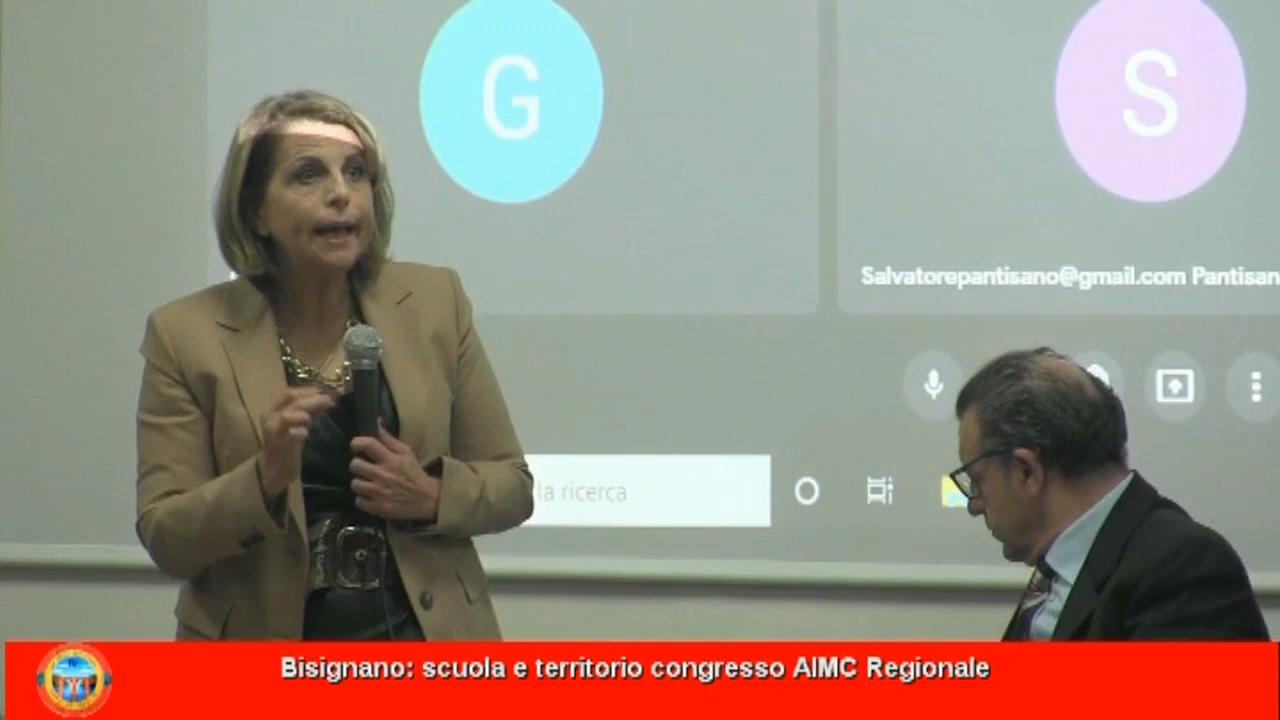 G
S
Salvatorepantisano@gmail.com Pantisan
la ricerca
Bisignano: scuola e territorio congresso AIMC Regionale